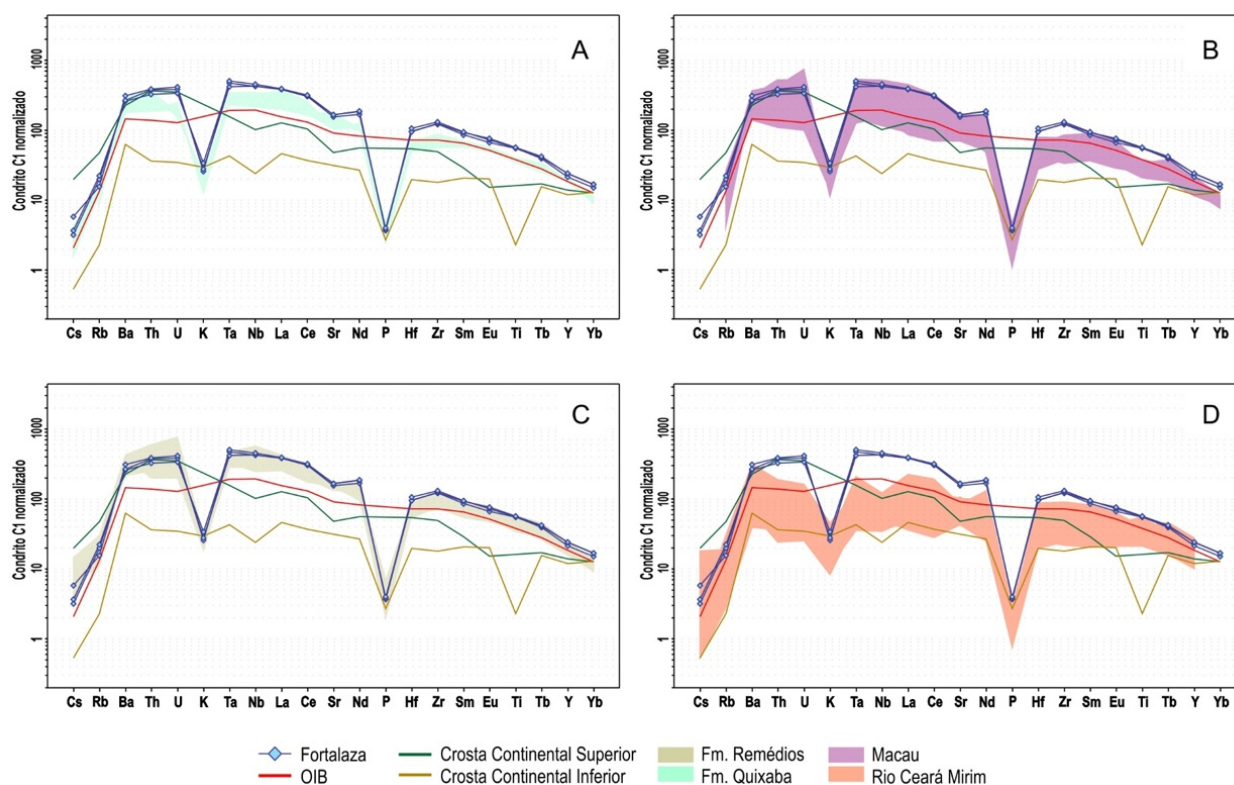 A
Condrito C1 normalizado
1000
100
10
1
Cs Rb Ba Th U K Ta Nb La Ce Sr Nd P Hf Zr Sm Eu Ti Tb Y Yb
B
Condrito C1 normalizado
1000
100
10
1
Cs Rb Ba Th U K Ta Nb La Ce Sr Nd P Hf Zr Sm Eu Ti Tb Y Yb
C
Condrito C1 normalizado
1000
100
10
1
Cs Rb Ba Th U K Ta Nb La Ce Sr Nd P Hf Zr Sm Eu Ti Tb Y Yb
D
Condrito C1 normalizado
1000
100
10
1
Cs Rb Ba Th U K Ta Nb La Ce Sr Nd P Hf Zr Sm Eu Ti Tb Y Yb
Fortalaza Crosta Continental Superior Fm. Remédios Macau
OIB Crosta Continental Inferior Fm. Quixaba Rio Ceará Mirim